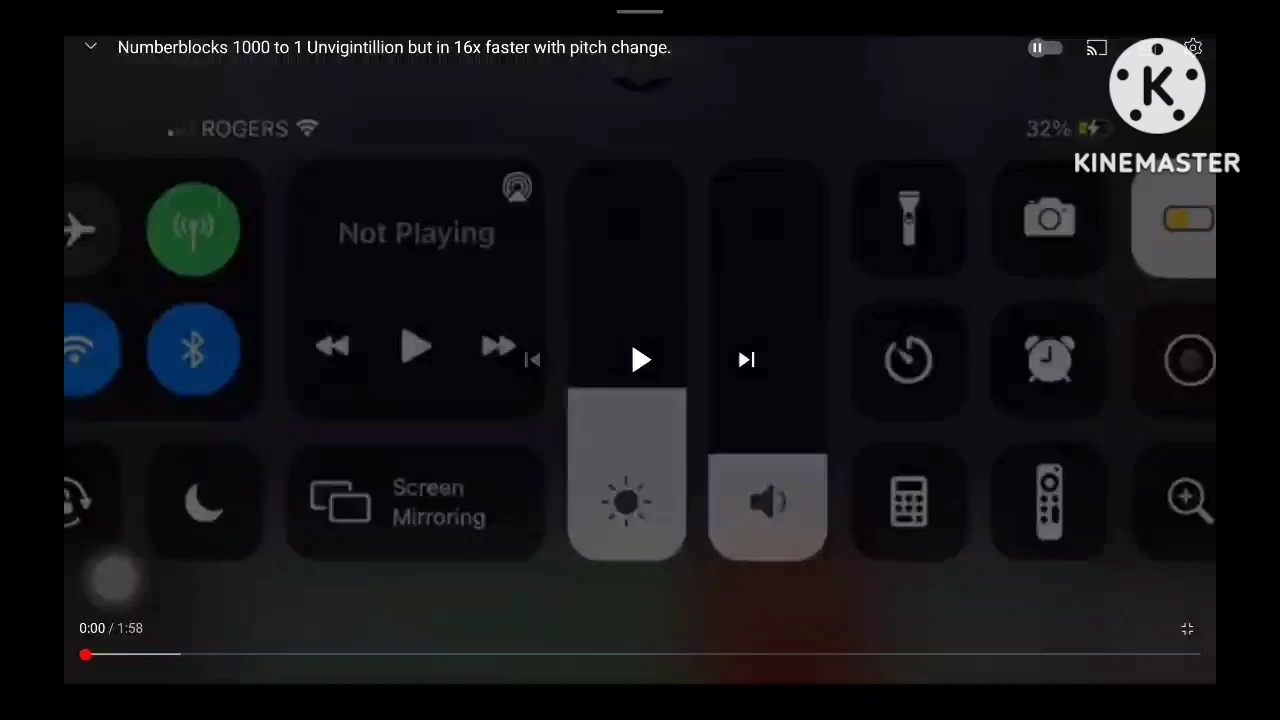 Numberblocks 1000 to 1 Unvigintillion but in 16x faster with pitch change.
ROGERS
32%
K
KINEMASTER
Not Playing
Screen
Mirroring
0:00 / 1:58